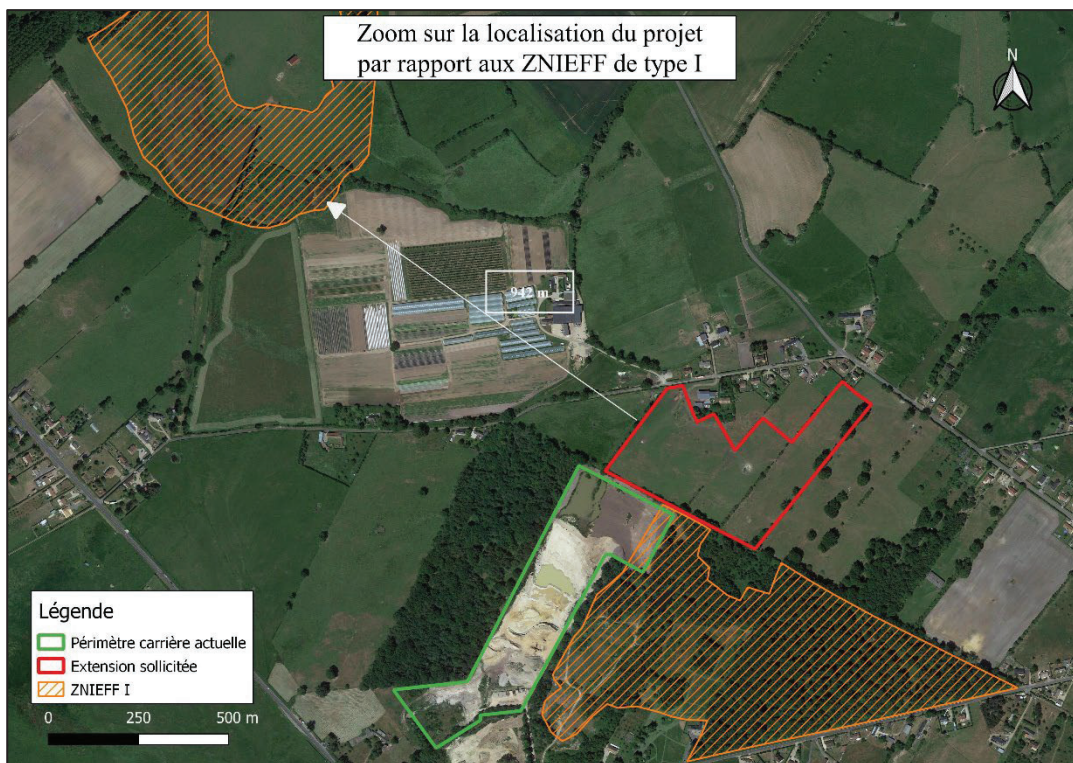 Zoom sur la localisation du projet
par rapport aux ZNIEFF de type I
N
942 m
Légende
Périmètre carrière actuelle
Extension sollicitée
ZNIEFF I
0 250 500 m